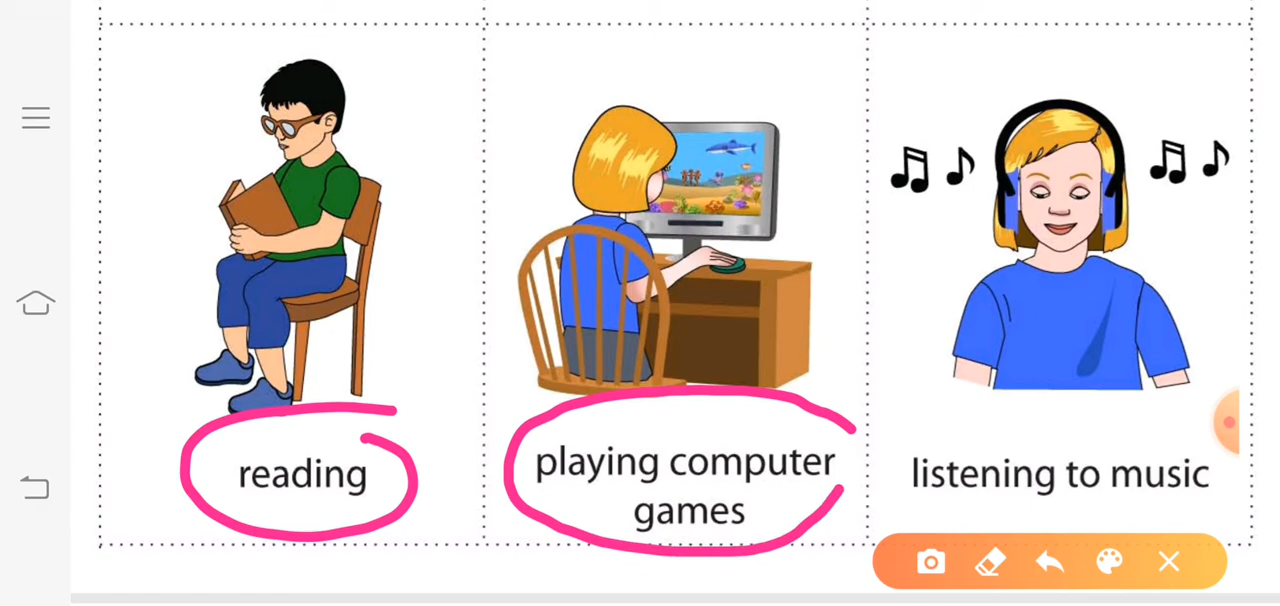 reading
playing computer
games
listening to music